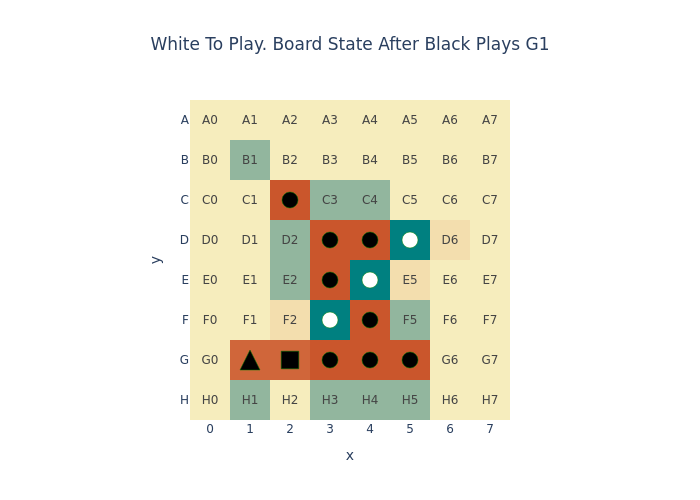 White To Play. Board State After Black Plays G1
A A0 A1 A2 A3 A4 A5 A6 A7
B B0 B1 B2 B3 B4 B5 B6 B7
C C0 C1 C3 C4 C5 C6 C7
D D0 D1 D2 D6 D7
E E0 E1 E2 E5 E6 E7
F F0 F1 F2 F5 F6 F7
G G0 G6 G7
H H0 H1 H2 H3 H4 H5 H6 H7
0 1 2 3 4 5 6 7
x
y